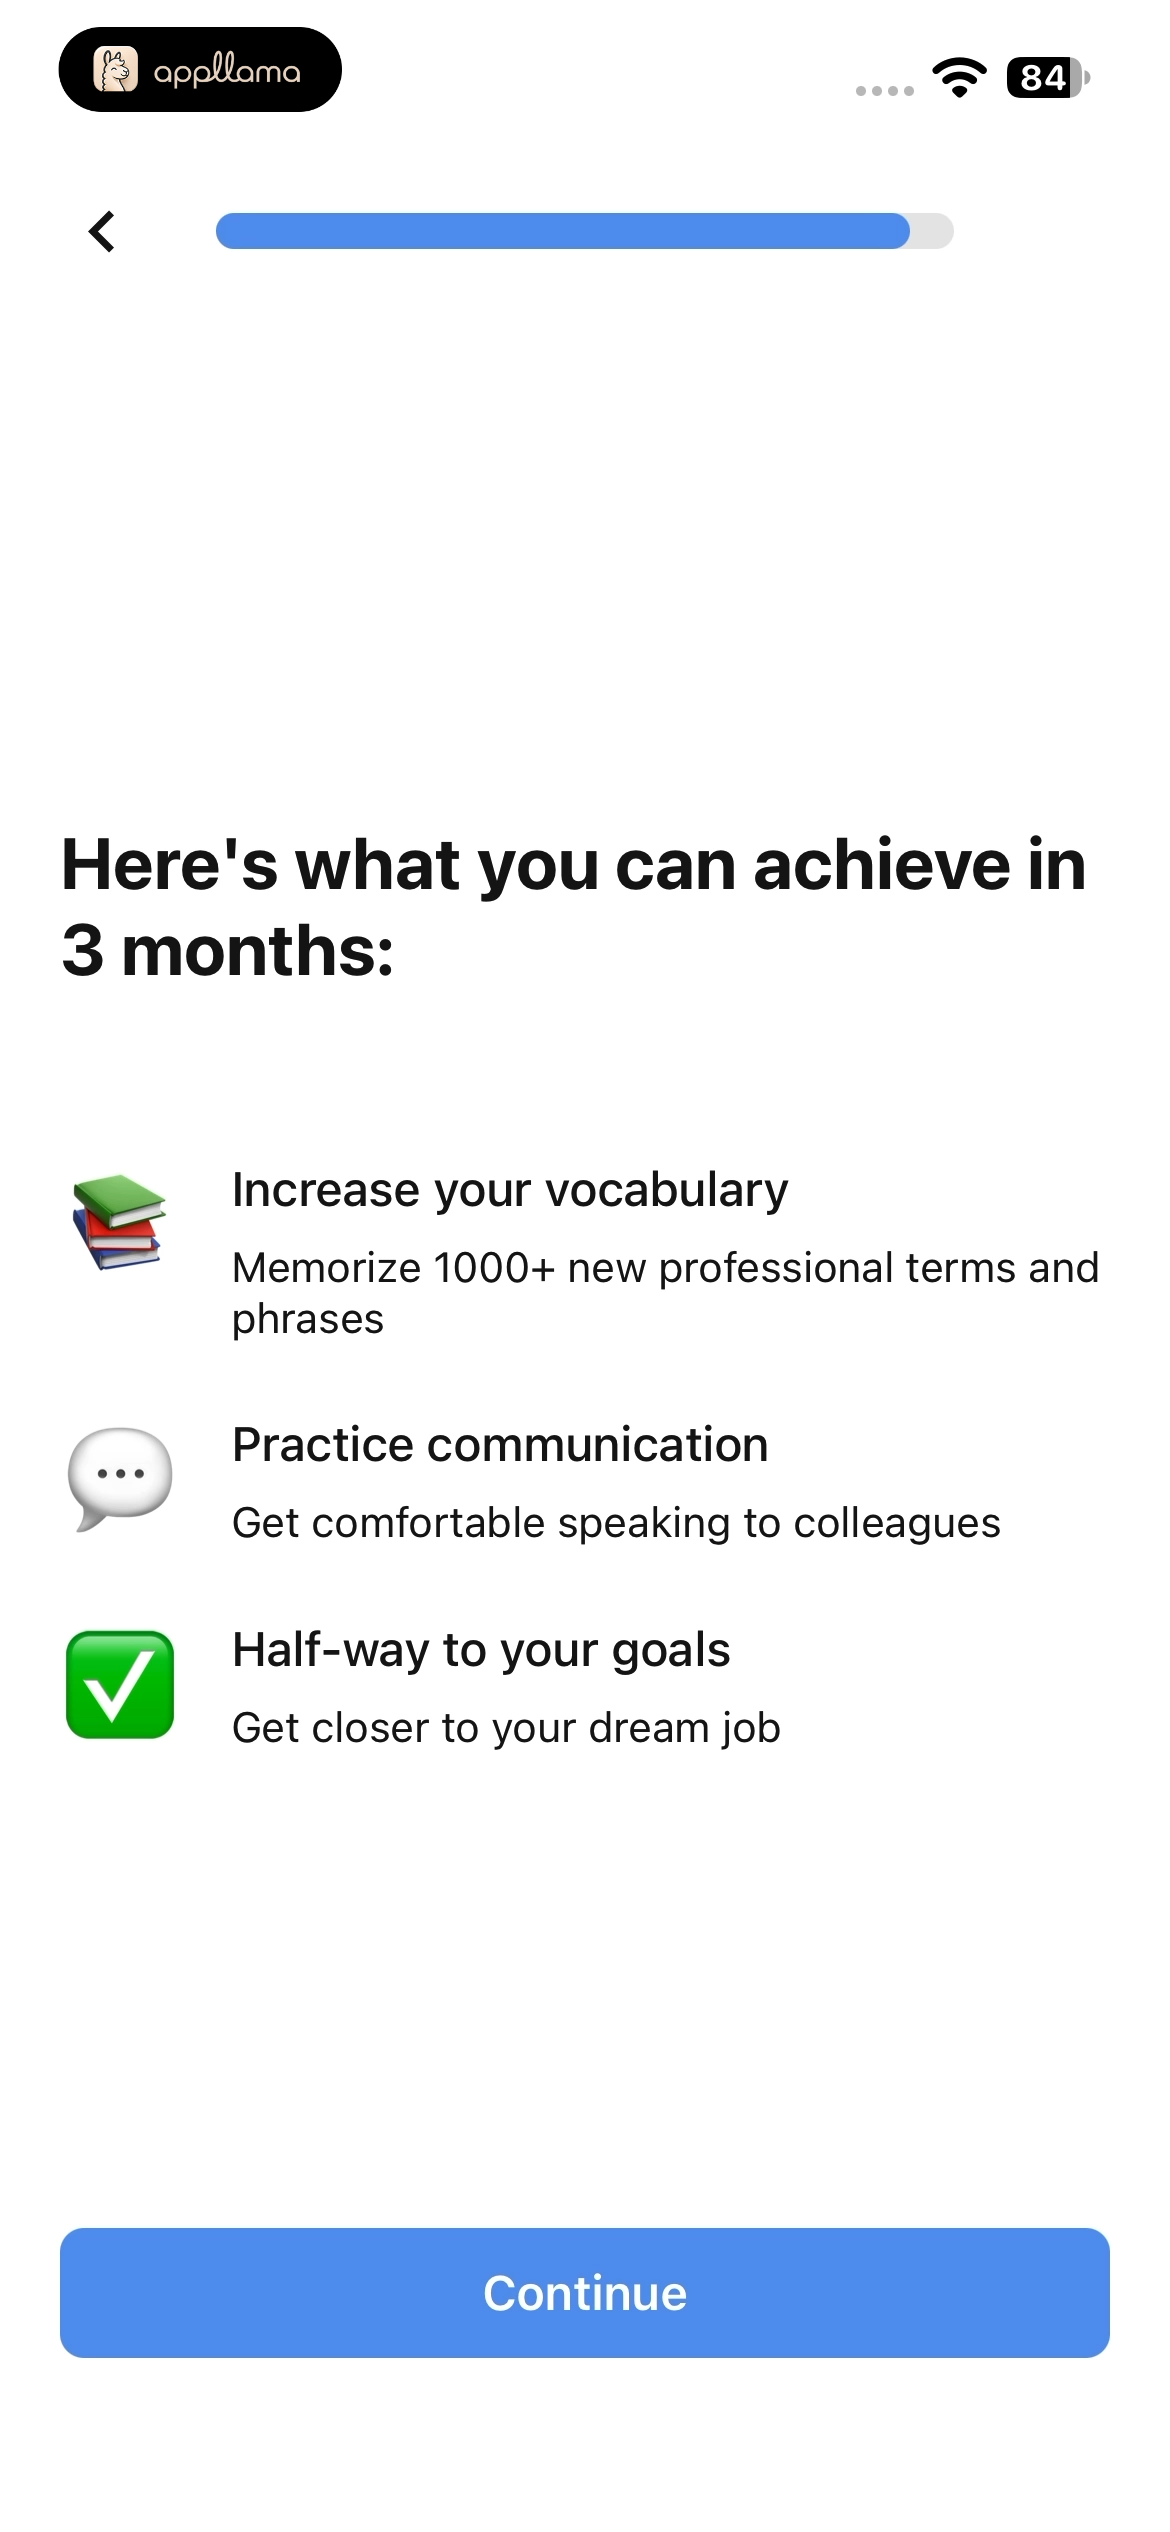 appllama
84
Here's what you can achieve in
3 months:
Increase your vocabulary
Memorize 1000+ new professional terms and
phrases
Practice communication
Get comfortable speaking to colleagues
Half-way to your goals
Get closer to your dream job
Continue